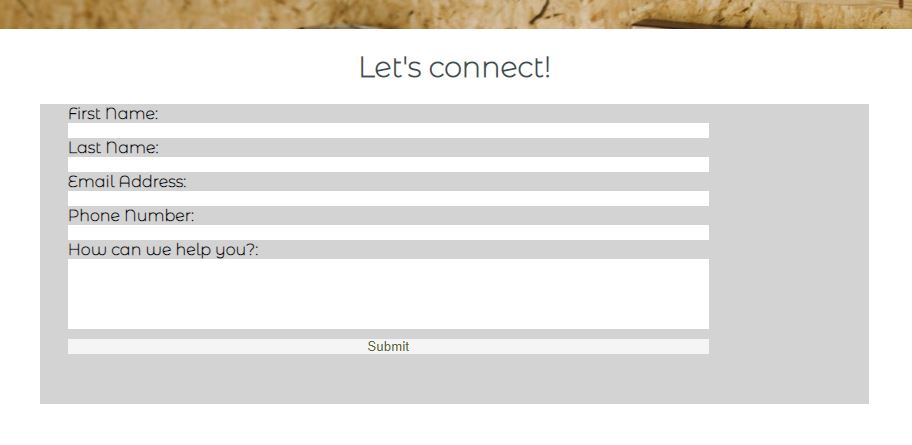 Let's connect!
First Name:
Last Name:
Email Address:
Phone Number:
How can we help you?:
Submit